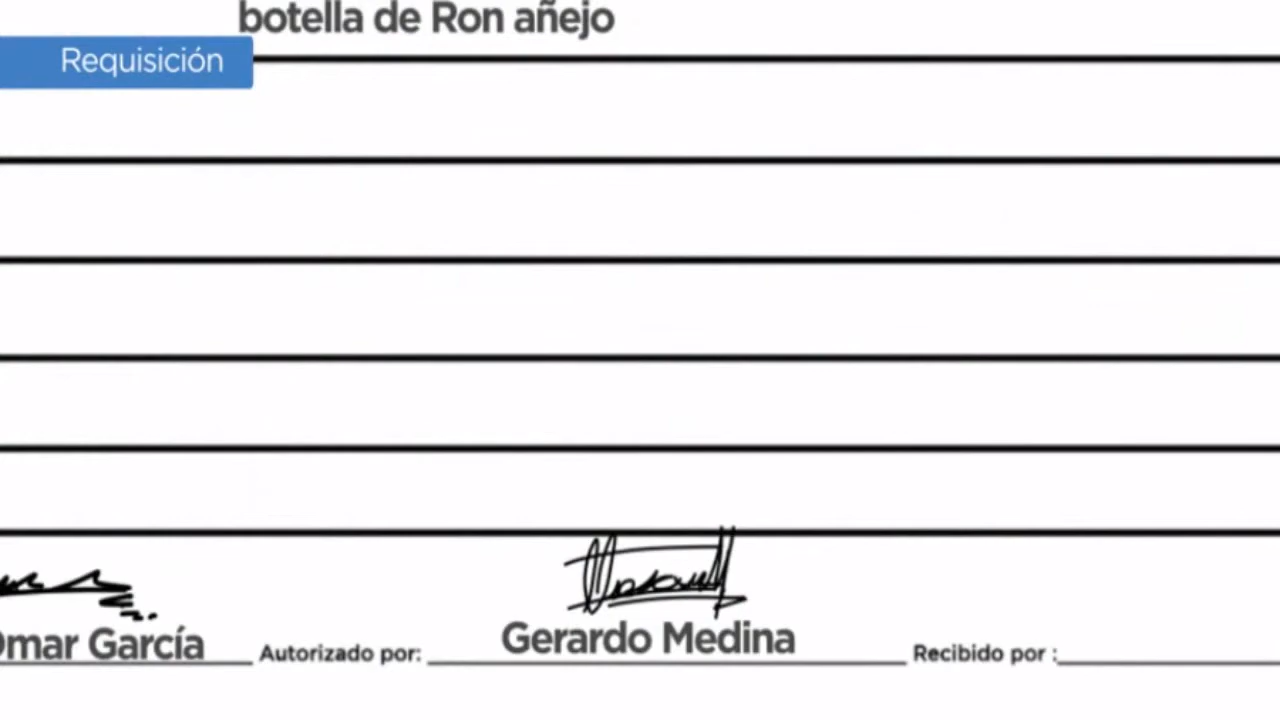 botella de Ron añejo
Requisición
Omar García Autorizado por: Gerardo Medina Recibido por :